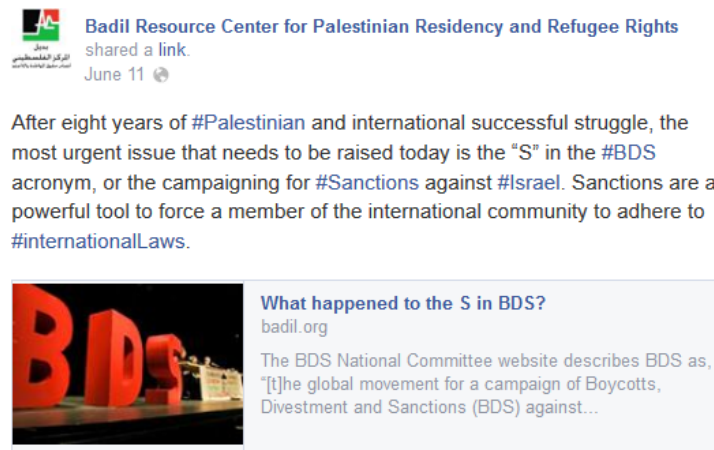 بديل
المركز الفلسطيني
Badil Resource Center for Palestinian Residency and Refugee Rights
shared a link.
June 11
After eight years of #Palestinian and international successful struggle, the
most urgent issue that needs to be raised today is the “S” in the #BDS
acronym, or the campaigning for #Sanctions against #Israel. Sanctions are a
powerful tool to force a member of the international community to adhere to
#internationalLaws.
BDS
What happened to the S in BDS?
badil.org
The BDS National Committee website describes BDS as,
“[t]he global movement for a campaign of Boycotts,
Divestment and Sanctions (BDS) against...